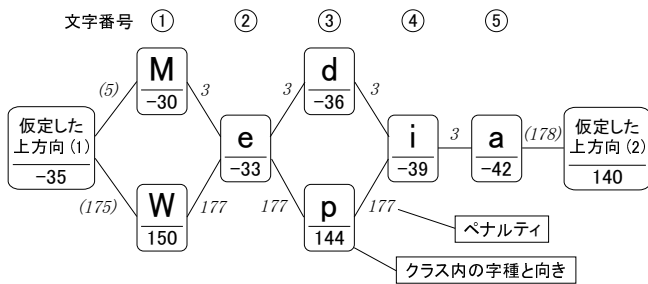 文字番号 ① ② ③ ④ ⑤
M
-30
d
-36
(5) 3 3 3
仮定した
上方向(1)
-35
e
-33
i
-39
3
a
-42
(178)
仮定した
上方向(2)
140
(175) 177 177 177
W
150
p
144
ペナルティ
クラス内の字種と向き